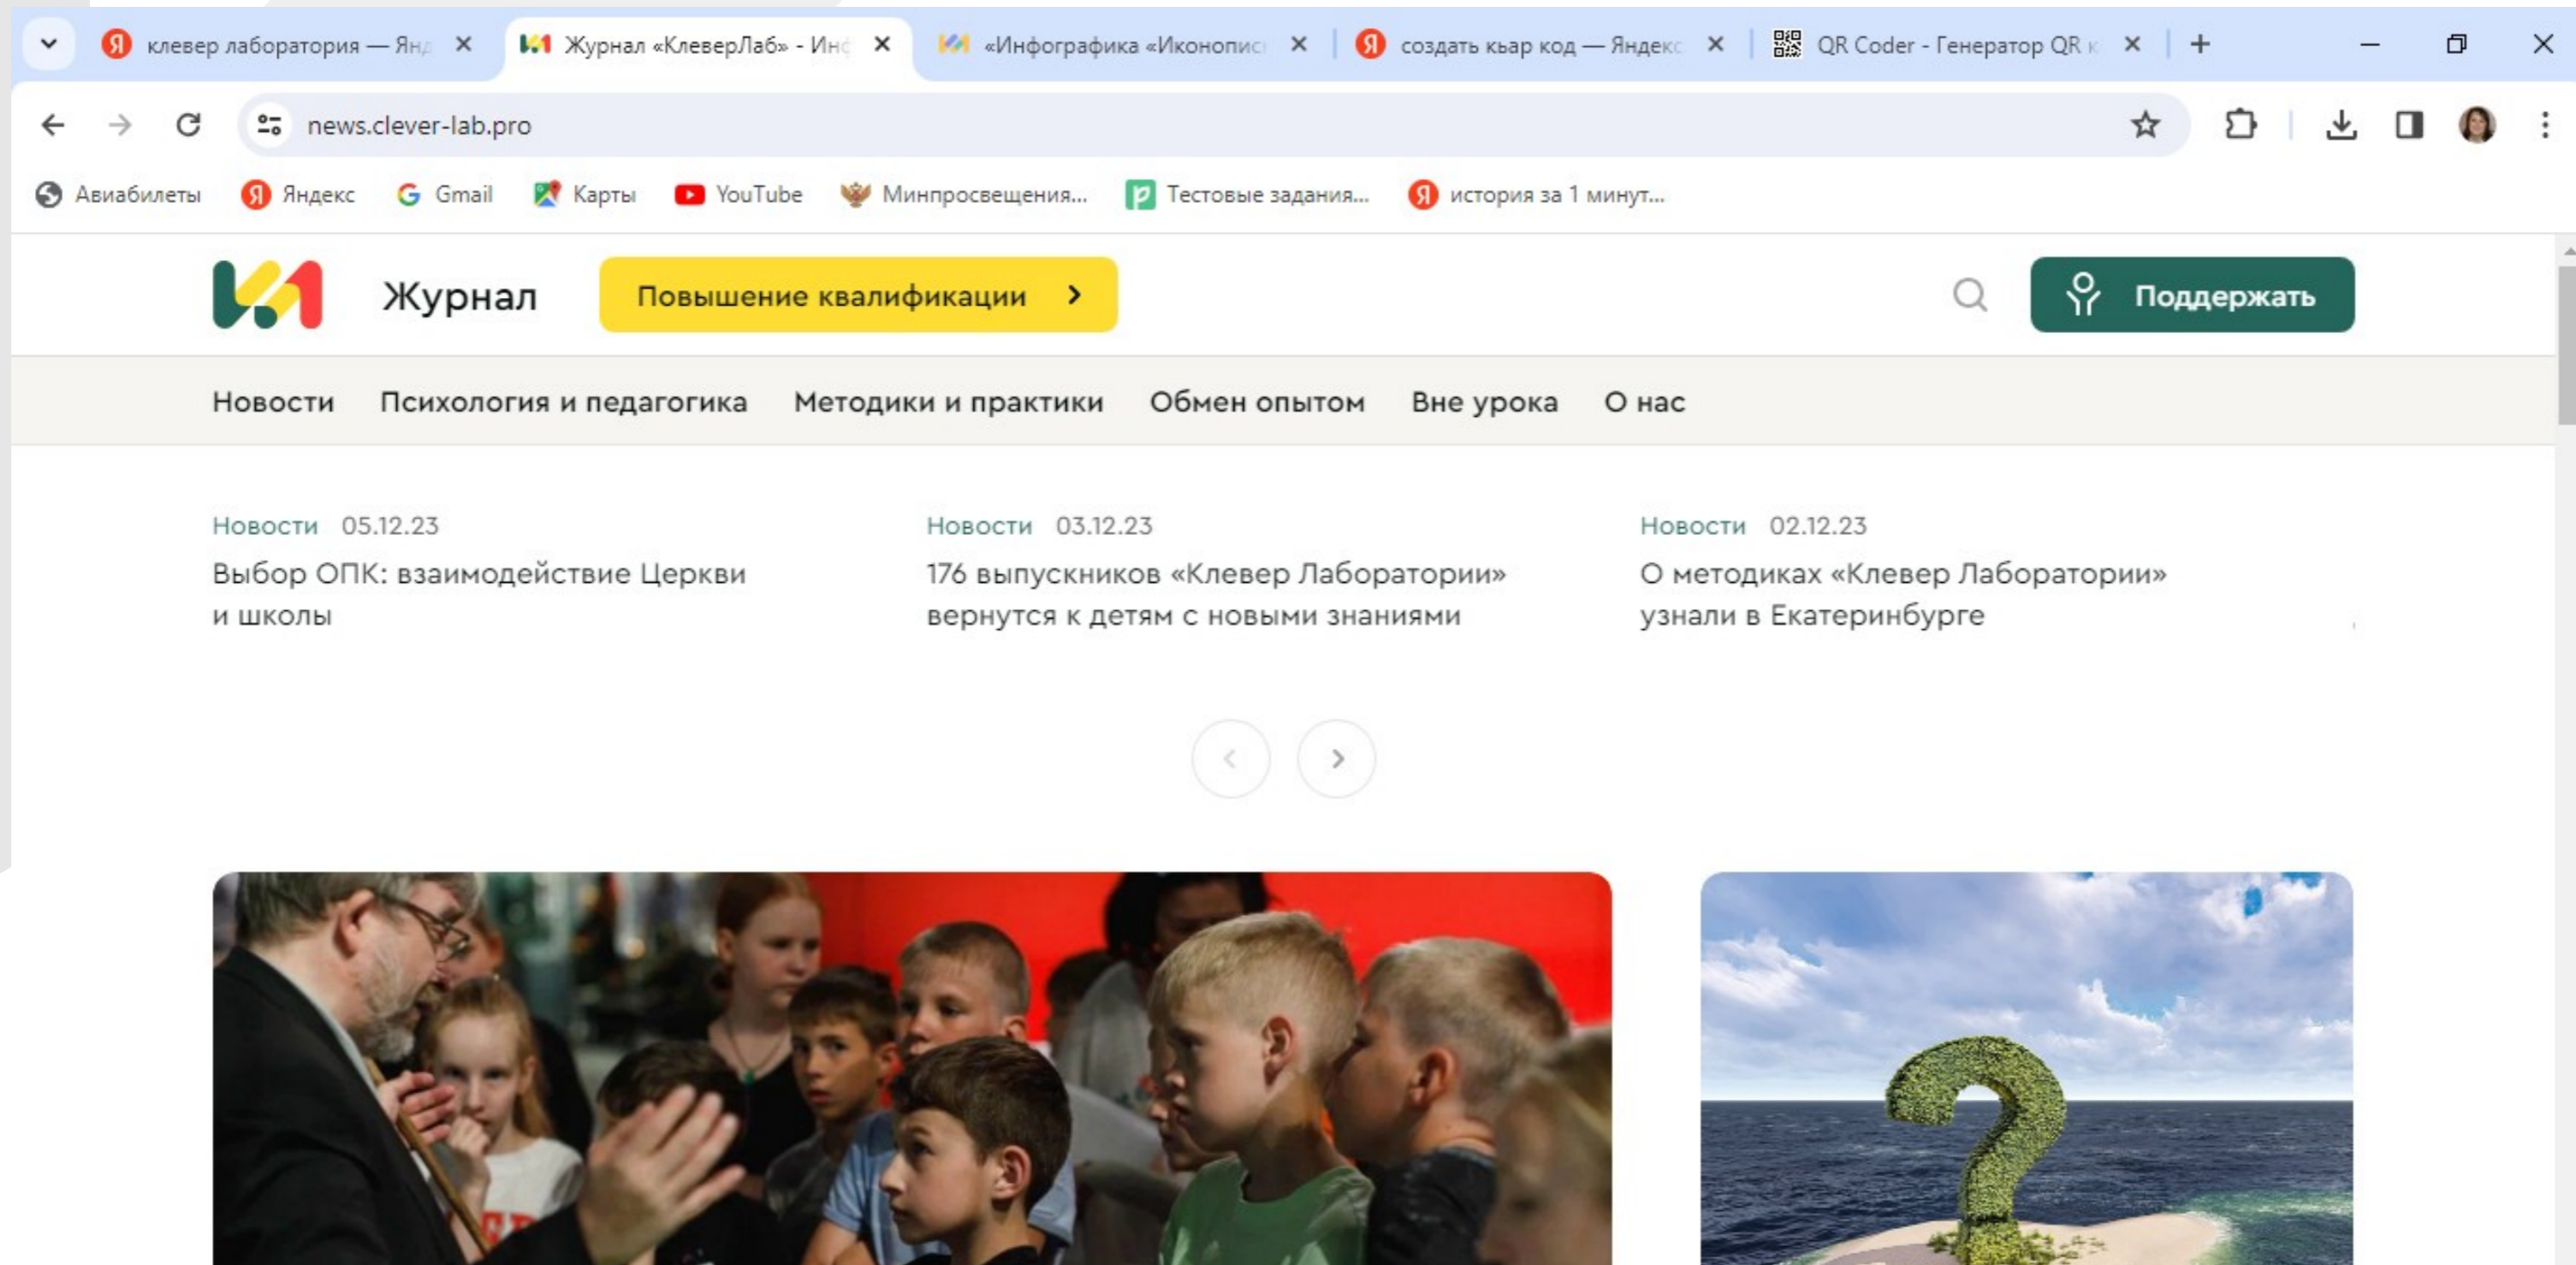 клевер лаборатория — Янд
Журнал «КлеверЛаб» - Инф
«Инфографика «Иконопис
создать кьар код — Яндекс
QR Coder - Генератор QR к
news.clever-lab.pro
Авиабилеты Яндекс Gmail Карты YouTube Минпросвещения... Тестовые задания... история за 1 минут...
Журнал Повышение квалификации Поддержать
Новости Психология и педагогика Методики и практики Обмен опытом Вне урока О нас
Новости 05.12.23
Выбор ОПК: взаимодействие Церкви
и школы
Новости 03.12.23
176 выпускников «Клевер Лаборатории»
вернутся к детям с новыми знаниями
Новости 02.12.23
О методиках «Клевер Лаборатории»
узнали в Екатеринбурге